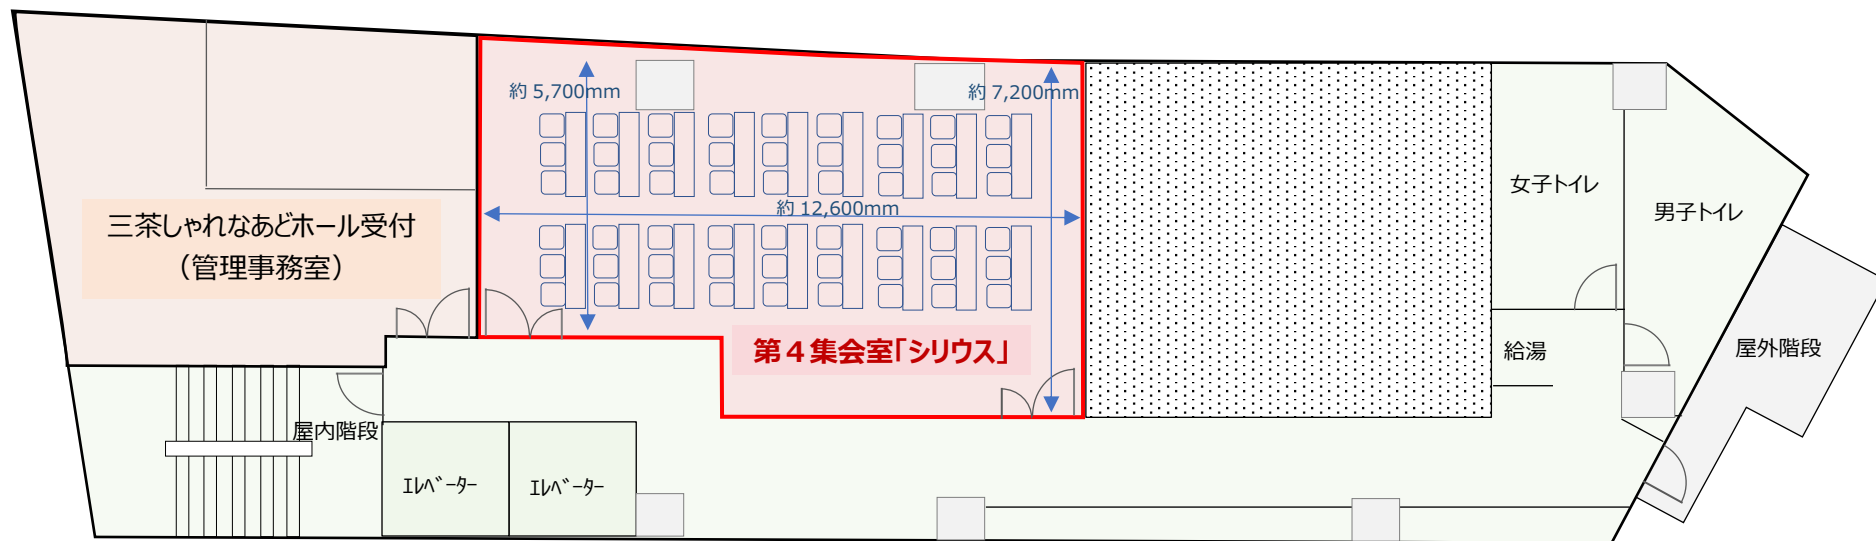 約 5,700mm
約 7,200mm
約 12,600mm
三茶しゃれなあどホール受付
（管理事務室）
第４集会室「シリウス」
女子トイレ
男子トイレ
給湯
屋外階段
屋内階段
ｴﾚﾍﾞｰﾀｰ
ｴﾚﾍﾞｰﾀｰ